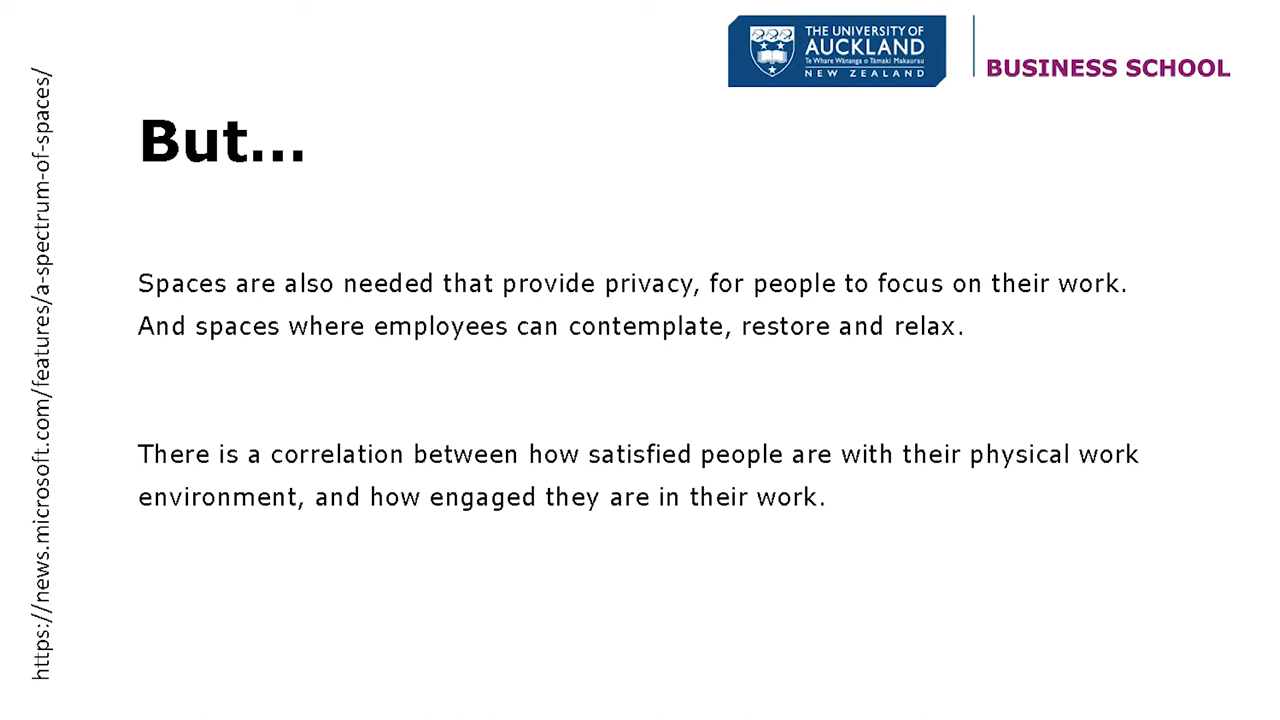 THE UNIVERSITY OF
AUCKLAND
Te Whare Wānanga o Tāmaki Makaurau
NEW ZEALAND
BUSINESS SCHOOL
But...
Spaces are also needed that provide privacy, for people to focus on their work.
And spaces where employees can contemplate, restore and relax.
There is a correlation between how satisfied people are with their physical work
environment, and how engaged they are in their work.
https://news.microsoft.com/features/a-spectrum-of-spaces/